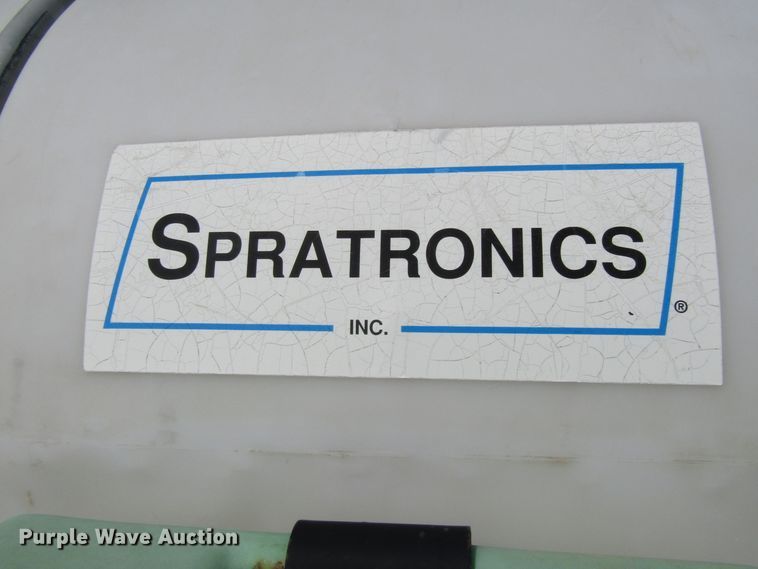 SPRATRONICS
INC.
®
Purple Wave Auction®